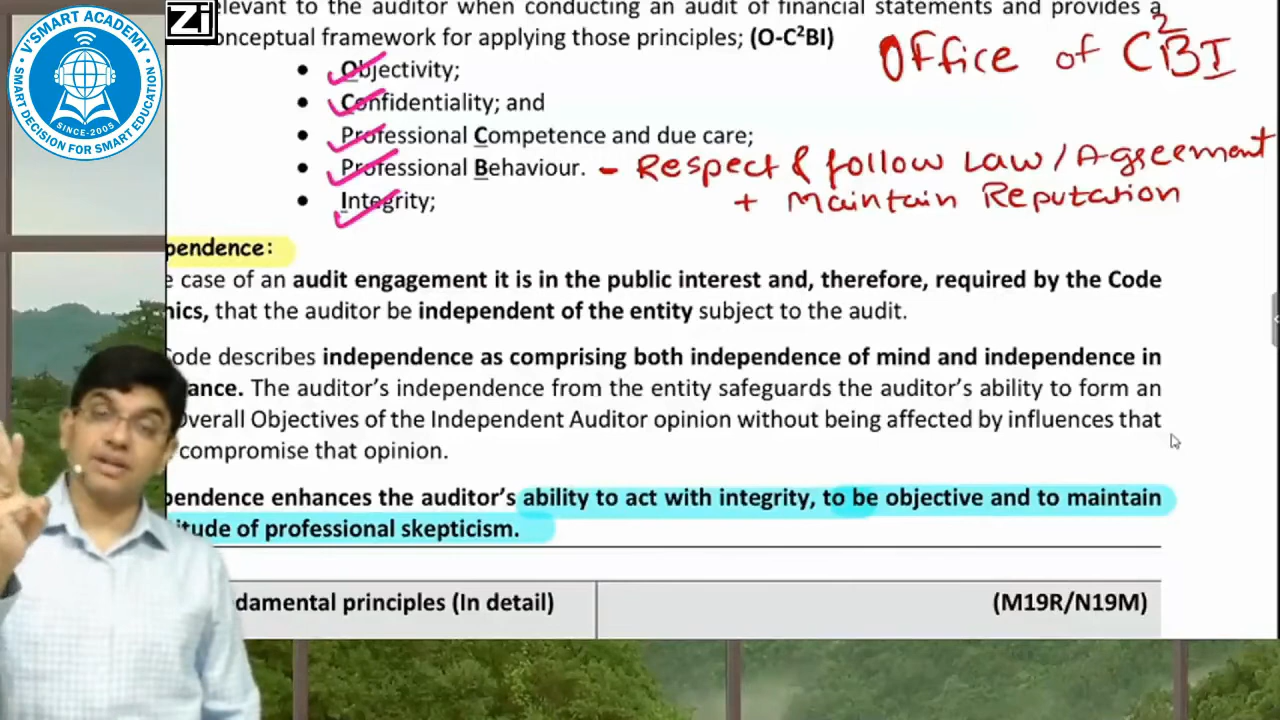 V'SMART ACADEMY
SINCE-2005
SMART DECISION FOR SMART EDUCATION
Zi
elevant to the auditor when conducting an audit of financial statements and provides a
onceptual framework for applying those principles; (O-C²BI)
Office of C²BI
• Objectivity;
• Confidentiality; and
• Professional Competence and due care;
• Professional Behaviour. - Respect & follow Law / Agreement
+ Maintain Reputation
• Integrity;
pendence:
e case of an audit engagement it is in the public interest and, therefore, required by the Code
nics, that the auditor be independent of the entity subject to the audit.
Code describes independence as comprising both independence of mind and independence in
ance. The auditor's independence from the entity safeguards the auditor's ability to form an
Overall Objectives of the Independent Auditor opinion without being affected by influences that
compromise that opinion.
pendence enhances the auditor's ability to act with integrity, to be objective and to maintain
itude of professional skepticism.
damental principles (In detail) (M19R/N19M)